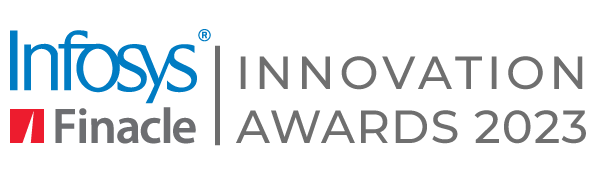 Infosys®
Finacle
INNOVATION
AWARDS 2023